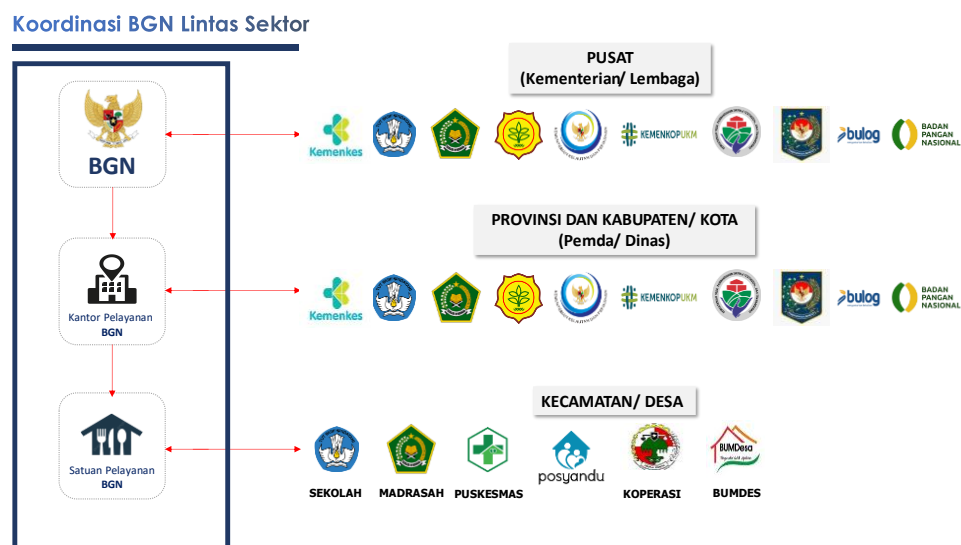 Koordinasi BGN Lintas Sektor
PUSAT
(Kementerian/ Lembaga)
BGN
Kemenkes
KEMENKOPUKM
bulog
BADAN
PANGAN
NASIONAL
PROVINSI DAN KABUPATEN/ KOTA
(Pemda/ Dinas)
Kantor Pelayanan
BGN
Kemenkes
KEMENKOPUKM
bulog
BADAN
PANGAN
NASIONAL
KECAMATAN/ DESA
Satuan Pelayanan
BGN
posyandu
BUMDesa
SEKOLAH
MADRASAH
PUSKESMAS
KOPERASI
BUMDES